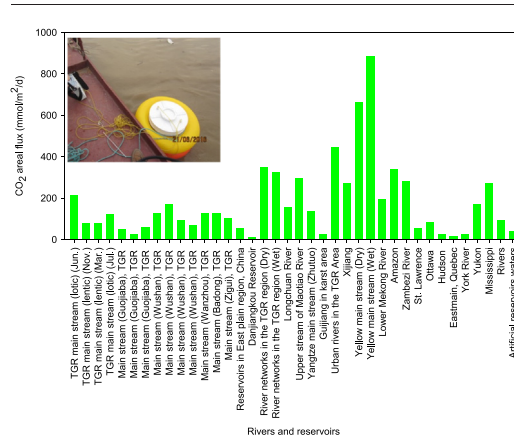 1000
800
600
400
200
0
CO2 areal flux (mmol/m2/d)
21/08/2018
TGR main stream (lotic) (Jun.)
TGR main stream (lentic) (Nov.)
TGR main stream (lentic) (Mar.)
TGR main stream (lotic) (Jul.)
Main stream (Guojiaba), TGR
Main stream (Guojiaba), TGR
Main stream (Guojiaba), TGR
Main stream (Wushan), TGR
Main stream (Wushan), TGR
Main stream (Wushan), TGR
Main stream (Wushan), TGR
Main stream (Wanzhou), TGR
Main stream (Badong), TGR
Main stream (Zigui), TGR
Reservoirs in East plain region, China
Danjiangkou Reservoir
River networks in the TGR region (Dry)
River networks in the TGR region (Wet)
Longchuan River
Upper stream of Maotiao River
Yangtze main stream (Zhutuo)
Guijiang in karst area
Urban rivers in the TGR Area
Xijiang
Yellow main stream (Dry)
Yellow main stream (Wet)
Lower Mekong River
Amazon
Zambezi River
St. Lawrence
Ottawa
Hudson
Eastmain, Quebec
York River
Yukon
Mississippi
Rivers
Artificial reservoirs waters
Rivers and reservoirs